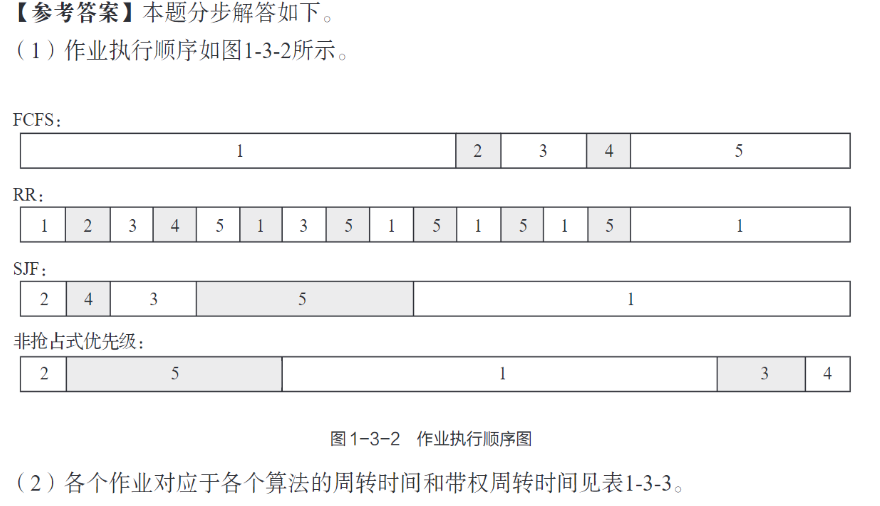 【参考答案】本题分步解答如下。
（1）作业执行顺序如图1-3-2所示。
FCFS：
1 2 3 4 5
RR：
1 2 3 4 5 1 3 5 1 5 1 5 1 5 1
SJF：
2 4 3 5 1
非抢占式优先级：
2 5 1 3 4
图1-3-2 作业执行顺序图
（2）各个作业对应于各个算法的周转时间和带权周转时间见表1-3-3。